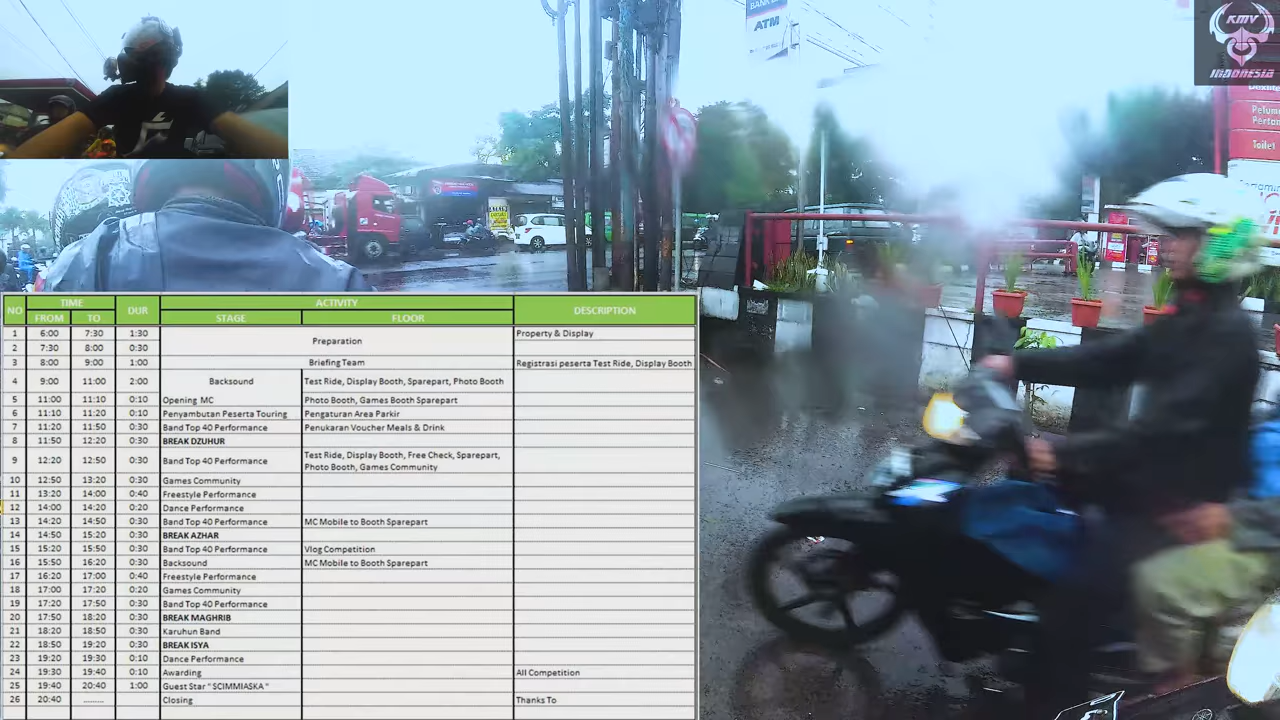 BANK
ATM
KMV
INDONESIA
Dexlite
Toilet
NO TIME DUR ACTIVITY DESCRIPTION
FROM TO STAGE FLOOR
1 6:00 7:30 1:30 Preparation Property & Display
2 7:30 8:00 0:30
3 8:00 9:00 1:00 Briefing Team Registrasi peserta Test Ride, Display Booth
4 9:00 11:00 2:00 Backsound Test Ride, Display Booth, Sparepart, Photo Booth
5 11:00 11:10 0:10 Opening MC Photo Booth, Games Booth Sparepart
6 11:10 11:20 0:10 Penyambutan Peserta Touring Pengaturan Area Parkir
7 11:20 11:50 0:30 Band Top 40 Performance Penukaran Voucher Meals & Drink
8 11:50 12:20 0:30 BREAK DZUHUR
9 12:20 12:50 0:30 Band Top 40 Performance Test Ride, Display Booth, Free Check, Sparepart,
Photo Booth, Games Community
10 12:50 13:20 0:30 Games Community
11 13:20 14:00 0:40 Freestyle Performance
12 14:00 14:20 0:20 Dance Performance
13 14:20 14:50 0:30 Band Top 40 Performance MC Mobile to Booth Sparepart
14 14:50 15:20 0:30 BREAK AZHAR
15 15:20 15:50 0:30 Band Top 40 Performance Vlog Competition
16 15:50 16:20 0:30 Backsound MC Mobile to Booth Sparepart
17 16:20 17:00 0:40 Freestyle Performance
18 17:00 17:20 0:20 Games Community
19 17:20 17:50 0:30 Band Top 40 Performance
20 17:50 18:20 0:30 BREAK MAGHRIB
21 18:20 18:50 0:30 Karuhun Band
22 18:50 19:20 0:30 BREAK ISYA
23 19:20 19:30 0:10 Dance Performance
24 19:30 19:40 0:10 Awarding All Competition
25 19:40 20:40 1:00 Guest Star " SCIMMIASKA "
26 20:40 ......... Closing Thanks To